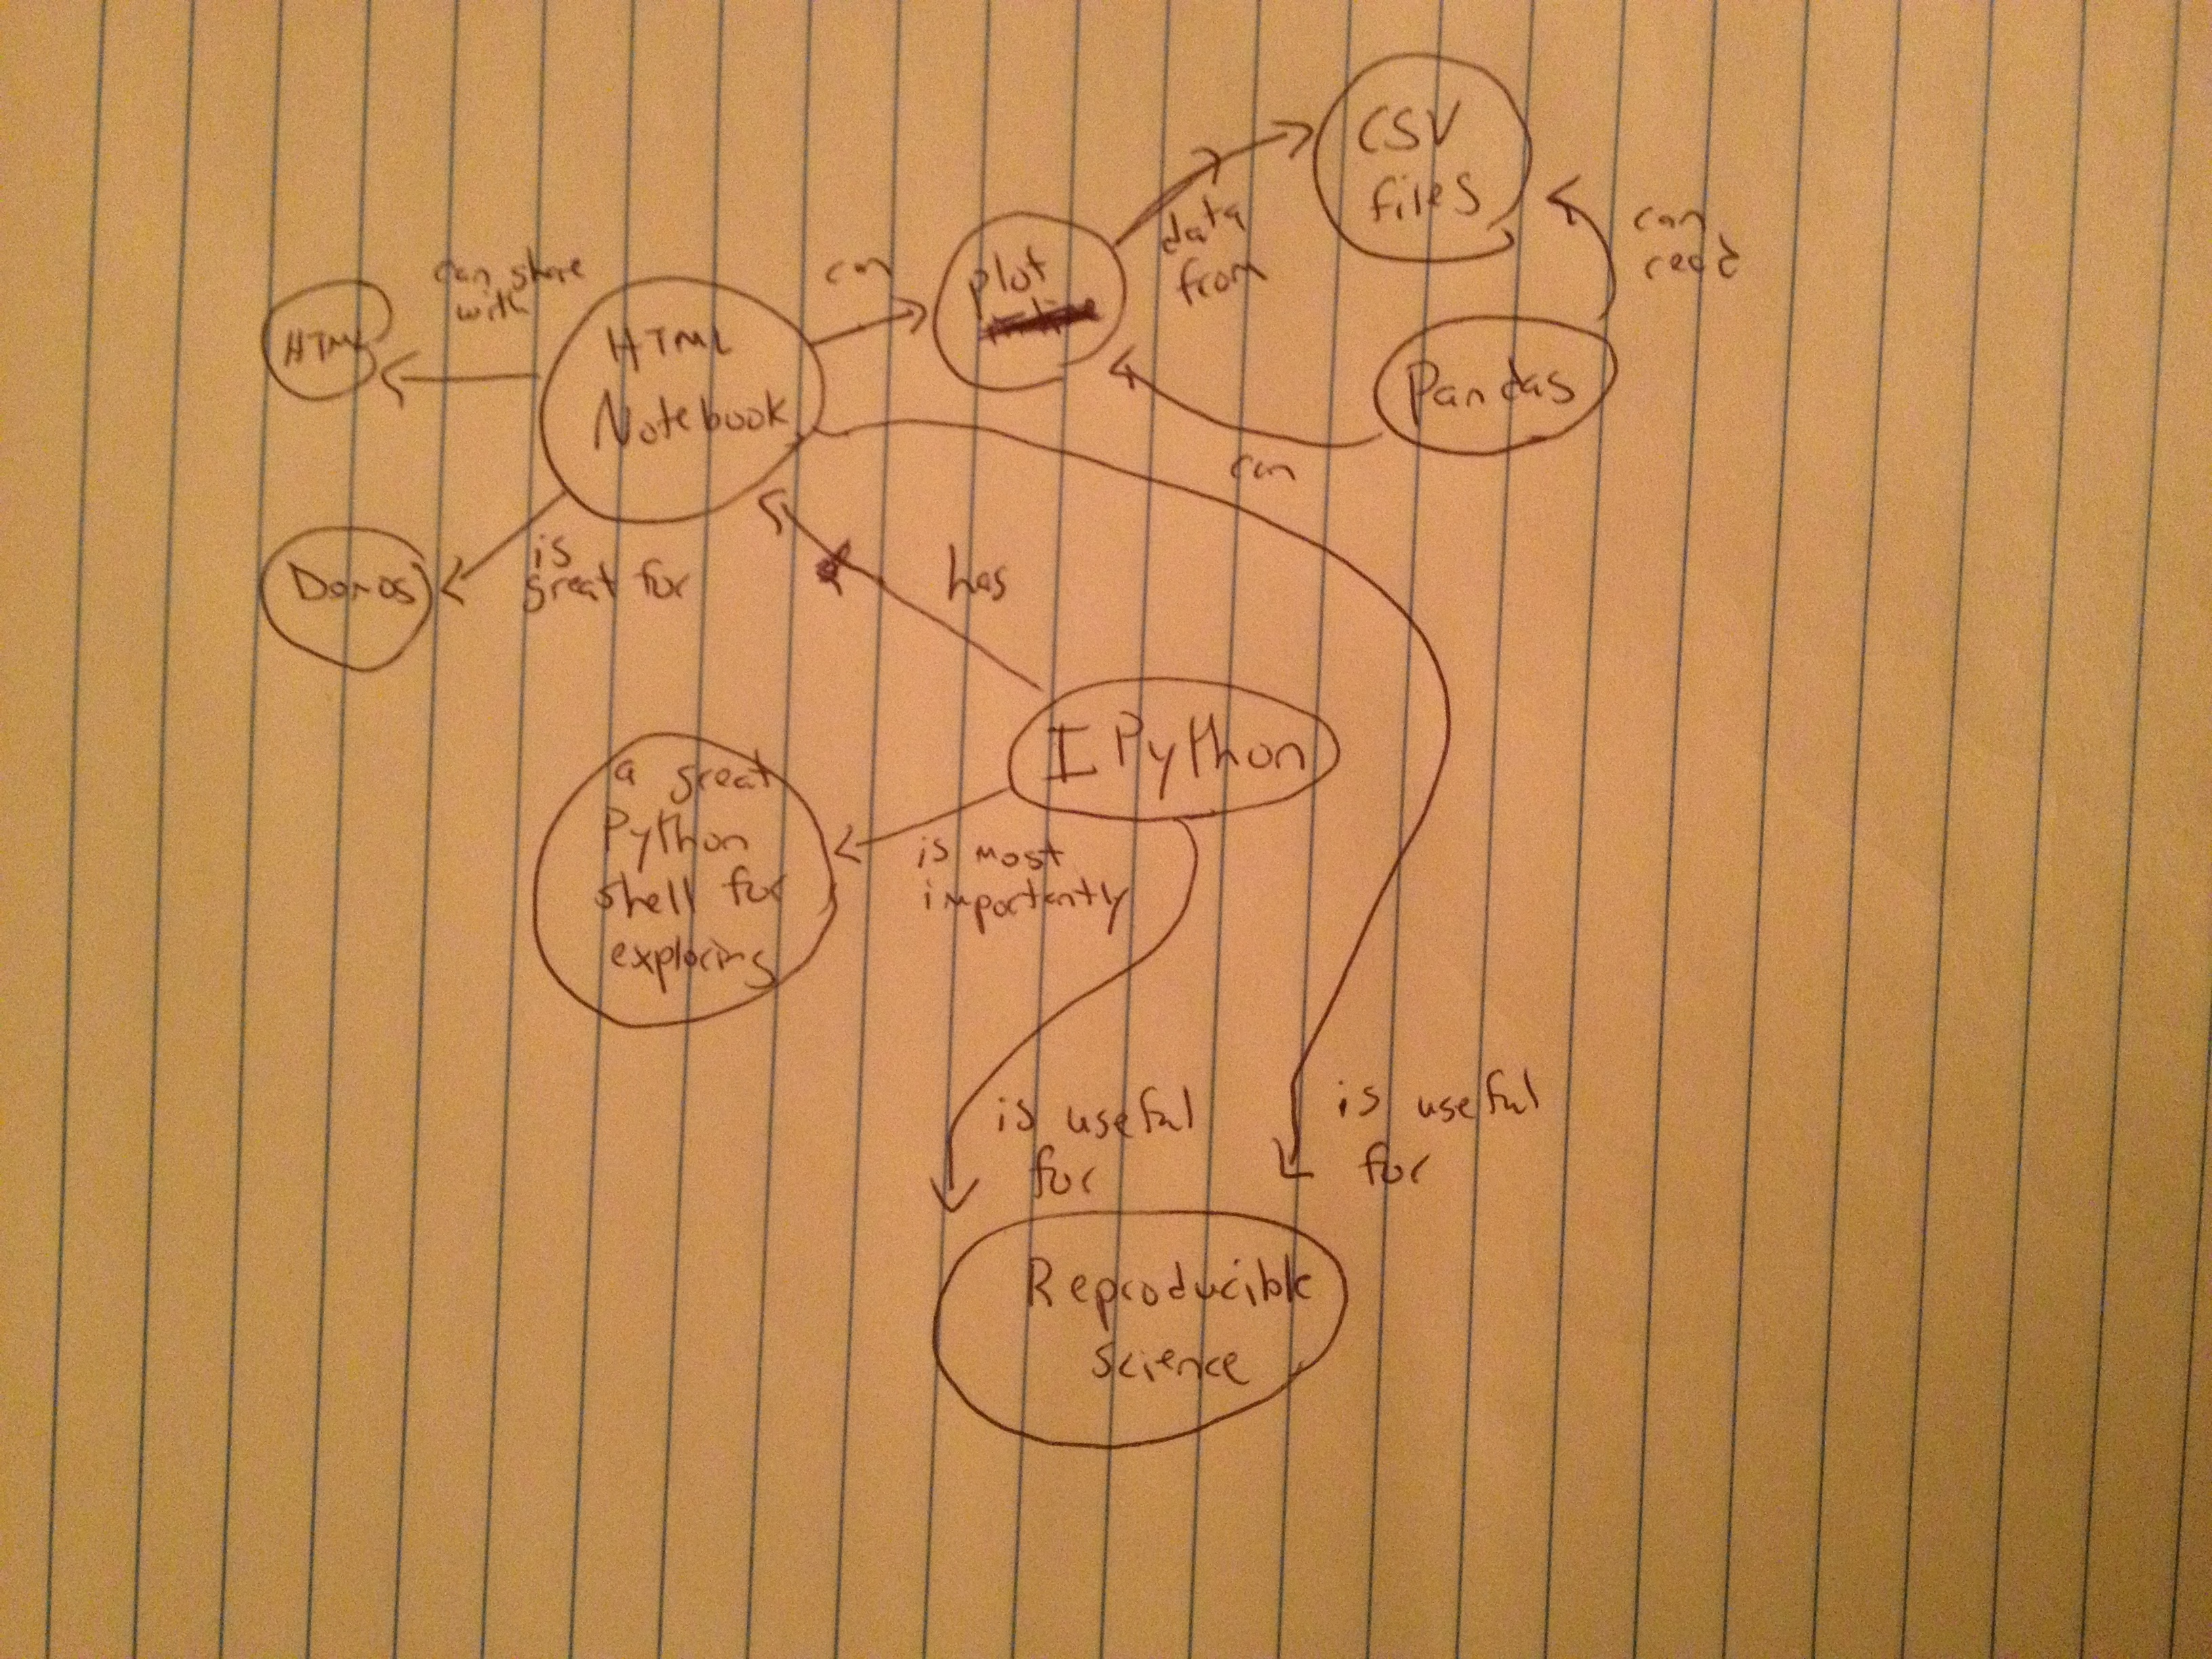 can share
with
HTML
HTML
Notebook
can
Plot
data
from
CSV
files
can
read
Pandas
can
is
great for
Demos
has
a great
Python
shell for
exploring
is most
importantly
IPython
is useful
for
is useful
for
Reproducible
Science